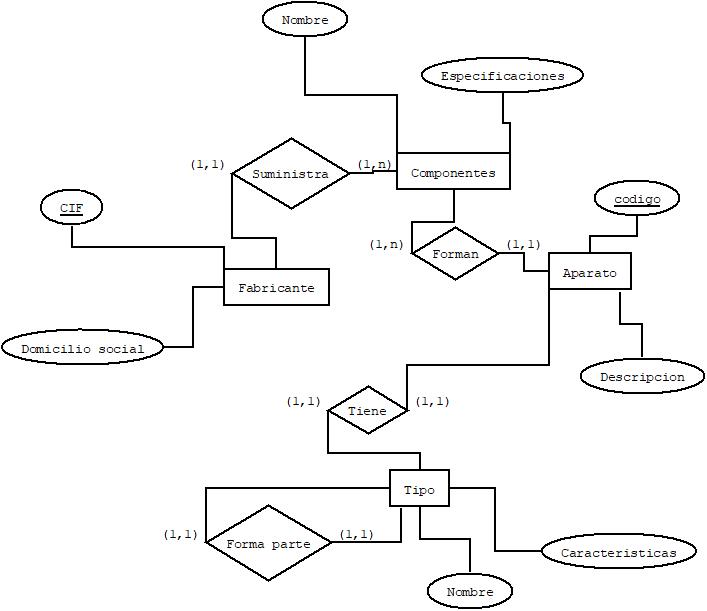 Nombre
Especificaciones
(1,1)
Suministra
(1,n)
Componentes
codigo
CIF
(1,n)
Forman
(1,1)
Aparato
Fabricante
Domicilio social
Descripcion
(1,1)
Tiene
(1,1)
Tipo
(1,1)
Forma parte
(1,1)
Caracteristicas
Nombre